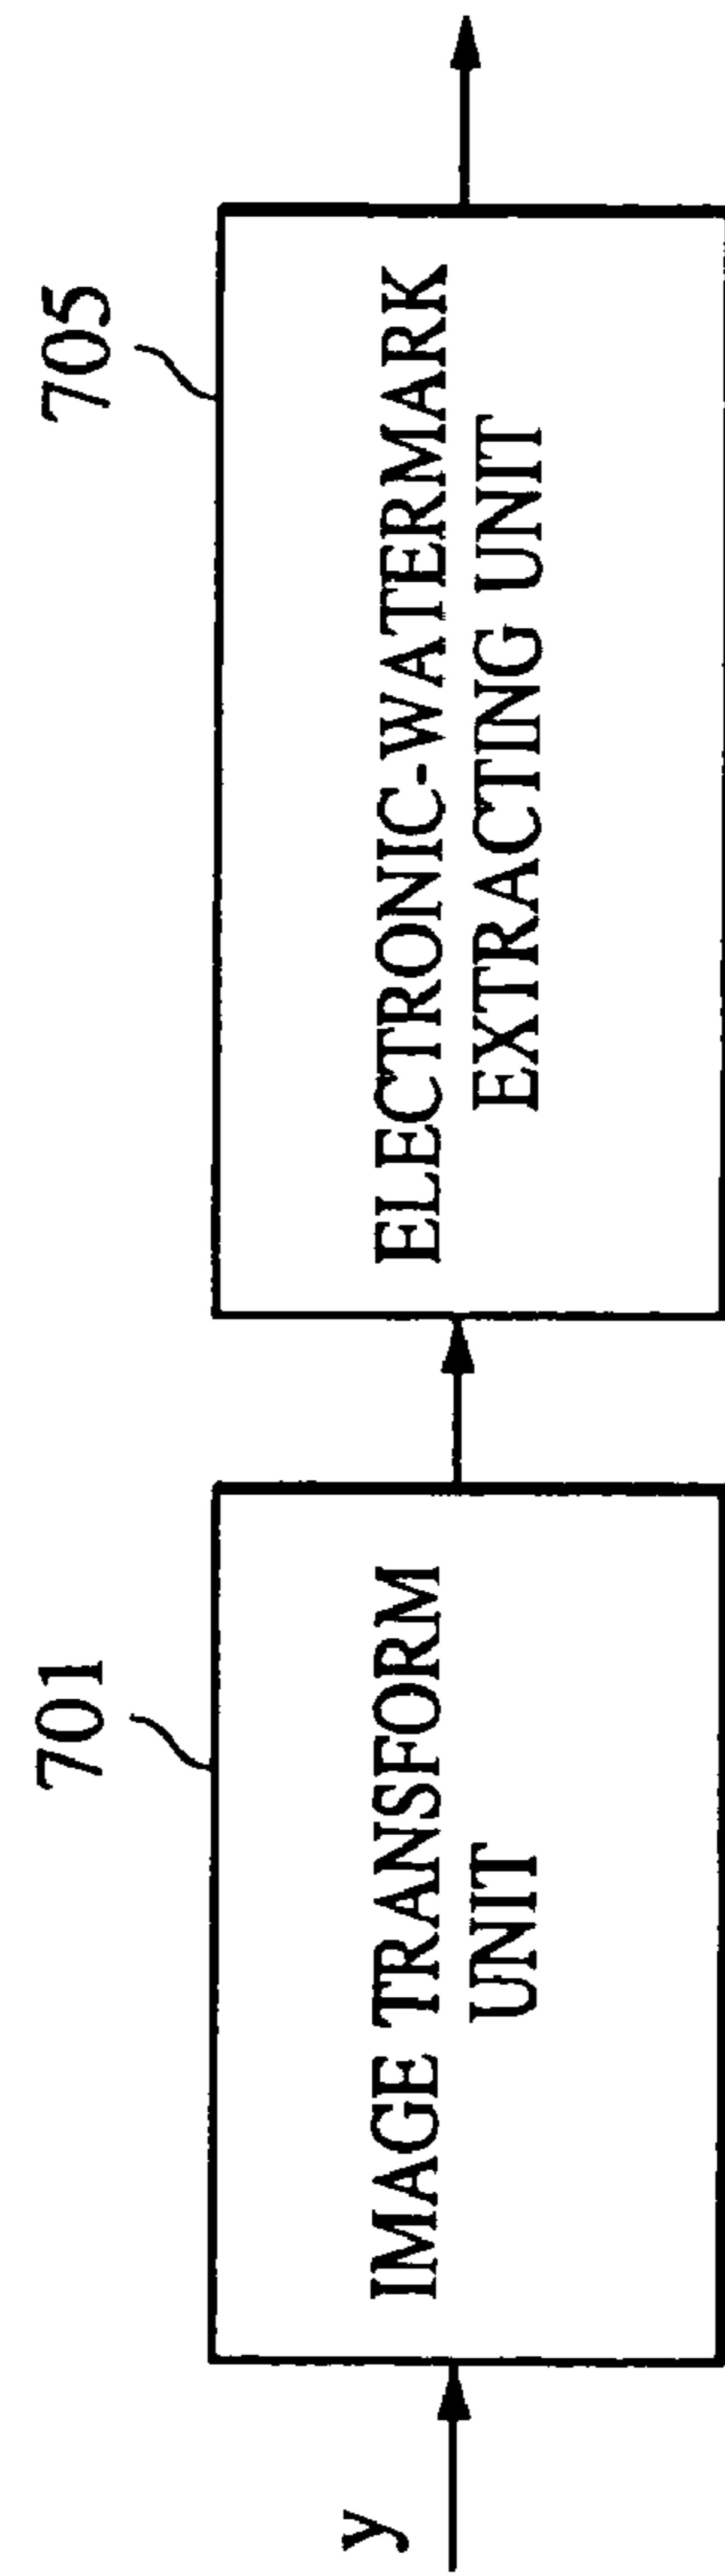 y
701
IMAGE TRANSFORM
UNIT
705
ELECTRONIC-WATERMARK
EXTRACTING UNIT